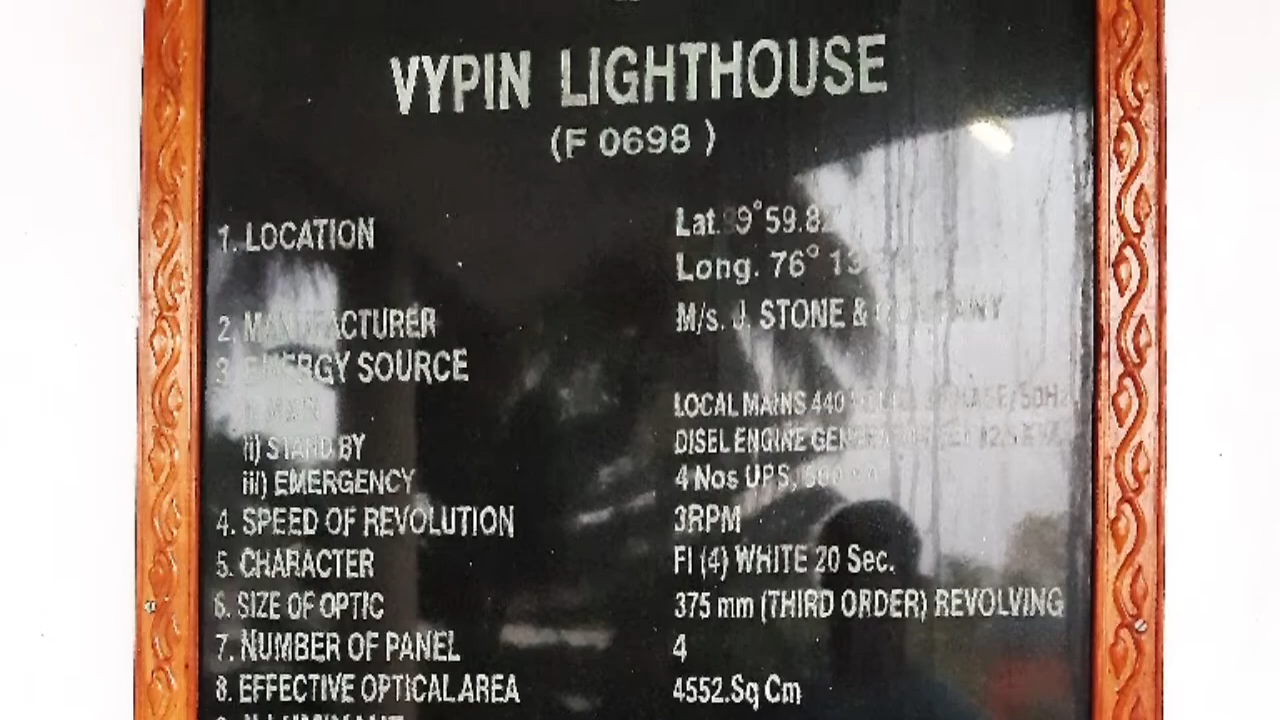 VYPIN LIGHTHOUSE
(F 0698 )
1. LOCATION Lat. 9°59.8
Long. 76° 13
2. MANUFACTURER M/s. J. STONE & COMPANY
3 ENERGY SOURCE
LOCAL MAINS 440 PHASE/50H
ii) STAND BY DISEL ENGINE
iii) EMERGENCY 4 Nos UPS,
4. SPEED OF REVOLUTION 3RPM
5. CHARACTER Fl (4) WHITE 20 Sec.
6. SIZE OF OPTIC 375 mm (THIRD ORDER) REVOLVING
7. NUMBER OF PANEL 4
8. EFFECTIVE OPTICAL AREA 4552.Sq Cm